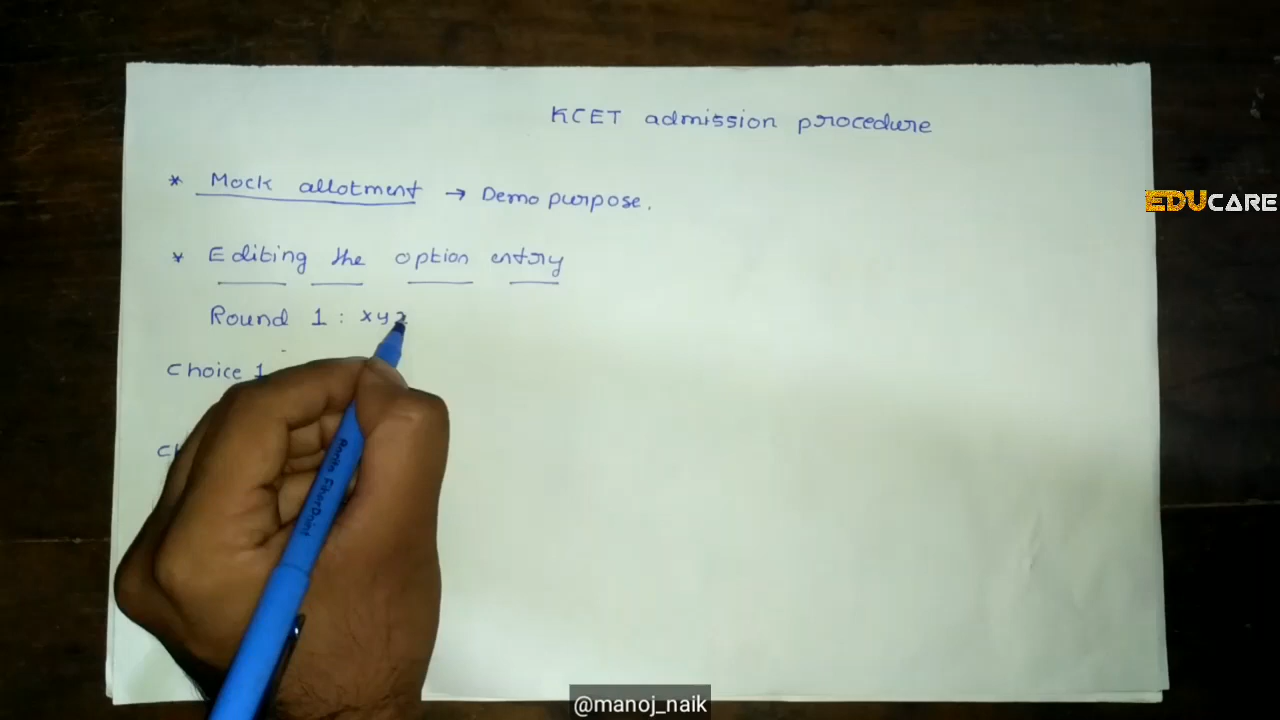 KCET admission procedure
* Mock allotment → Demo purpose.
EDUCARE
* Editing the option entry
Round 1 : xyz
Choice 1
@manoj_naik